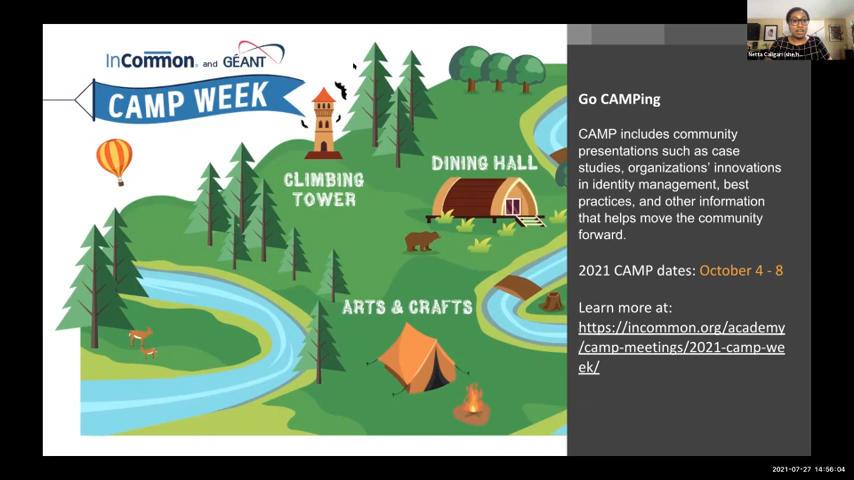 InCommon. and GÉANT
CAMP WEEK
CLIMBING
TOWER
DINING HALL
ARTS & CRAFTS
Go CAMPing
CAMP includes community
presentations such as case
studies, organizations’ innovations
in identity management, best
practices, and other information
that helps move the community
forward.
2021 CAMP dates: October 4 - 8
Learn more at:
https://incommon.org/academy
/camp-meetings/2021-camp-we
ek/
Netta Caligari (she/h...
2021-07-27 14:56:04